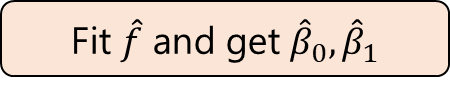 Fit f̂ and get β̂₀, β̂₁